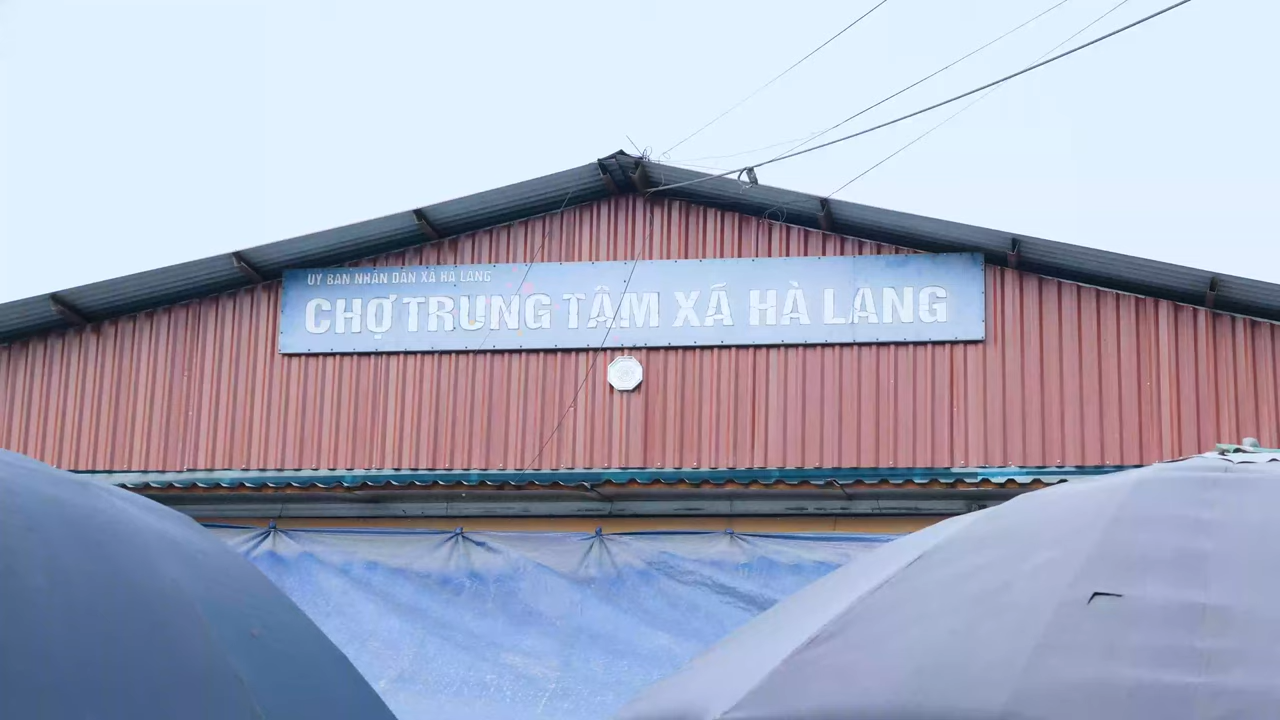 UỶ BAN NHÂN DÂN XÃ HÀ LANG
CHỢ TRUNG TÂM XÃ HÀ LANG